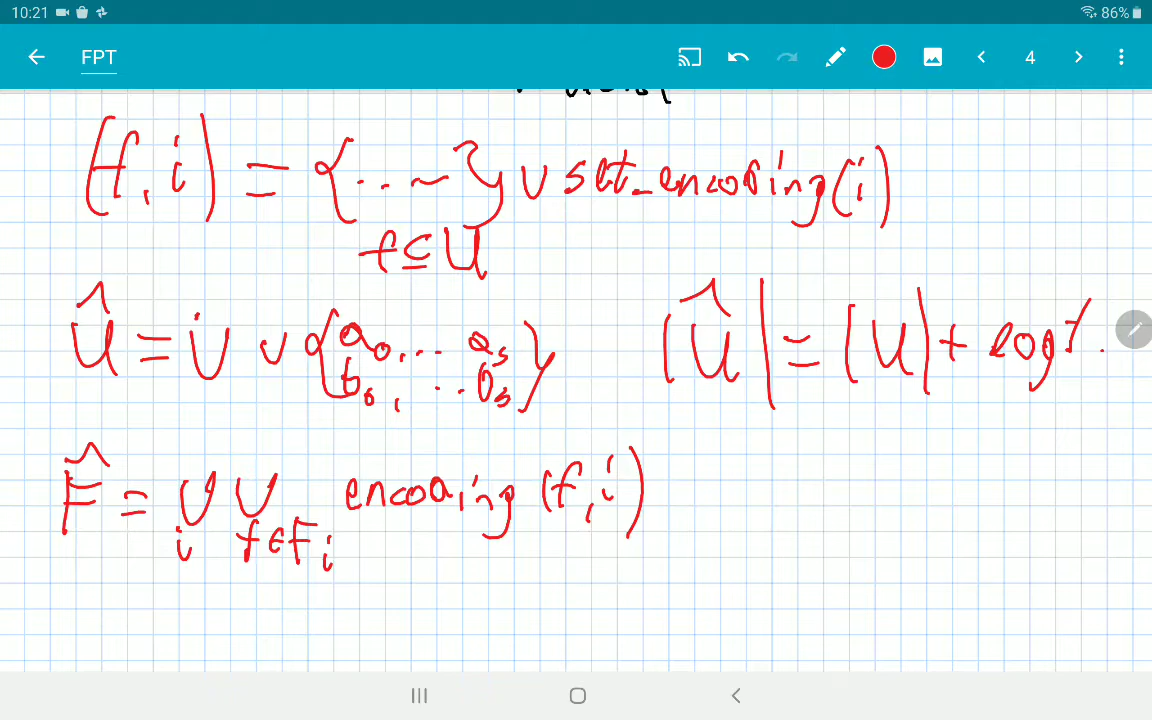 10:21 86%
FPT 4
(f, i) = {...~} ∪ set_encoding(i)
f ⊆ U
Û = U ∪ {a₀, ... aₛ
b₀, ... bₛ} |Û| = |U| + log
F̂ = ∪ ∪ encoding(f, i)
i f∈Fᵢ